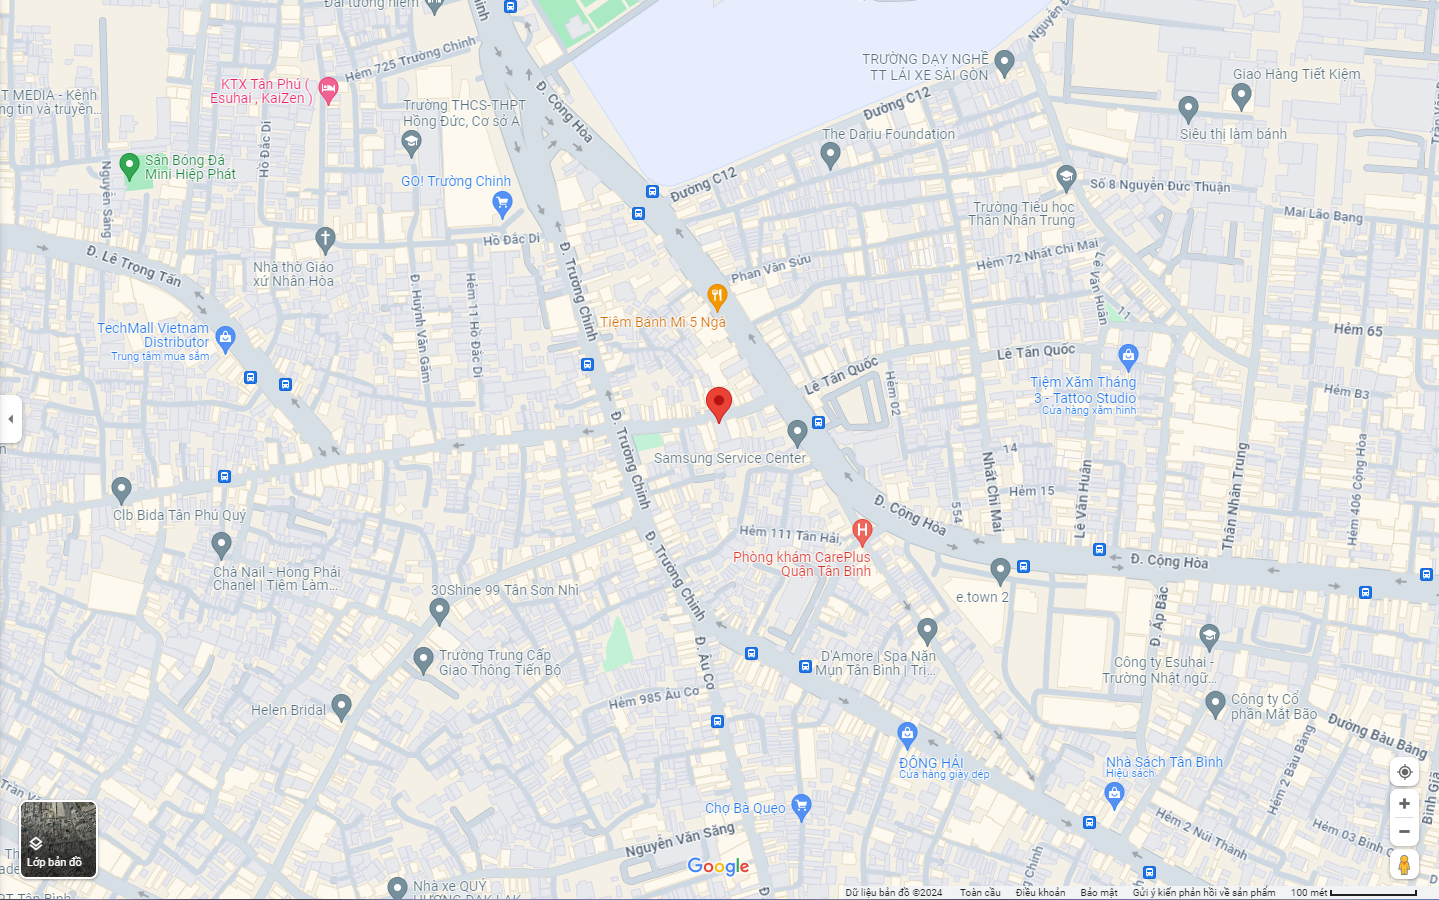 Đài tưởng niệm
Hẻm 725 Trường Chinh
KTX Tân Phú (
Esuhai , KaiZen )
T MEDIA - Kênh
ng tin và truyền...
Trường THCS-THPT
Hồng Đức, Cơ sở A
Đ. Cộng Hòa
TRƯỜNG DẠY NGHỀ
TT LÁI XE SÀI GÒN
Đường C12
The Dariu Foundation
Giao Hàng Tiết Kiệm
Siêu thị làm bánh
Hồ Đắc Di
Sân Bóng Đá
Mini Hiệp Phát
Nguyễn Sáng
GO! Trường Chinh
Đường C12
Số 8 Nguyễn Đức Thuận
Trường Tiểu học
Thân Nhân Trung
Mai Lão Bạng
Hồ Đắc Di
Đ. Lê Trọng Tấn
Nhà thờ Giáo
xứ Nhân Hòa
Đ. Trường Chinh
Phan Văn Sửu
Hẻm 72 Nhất Chi Mai
Lê Văn Huân
11
Đ. Huỳnh Văn Gấm
Hẻm 111 Hồ Đắc Di
Tiệm Bánh Mì 5 Ngà
TechMall Vietnam
Distributor
Trung tâm mua sắm
Hẻm 65
Lê Tấn Quốc
Lê Tấn Quốc
Hẻm 02
Tiệm Xăm Tháng
3 - Tattoo Studio
Cửa hàng xăm hình
Hẻm B3
Đ. Trường Chinh
Samsung Service Center
14
Nhất Chi Mai
Lê Văn Huân
Thân Nhân Trung
Hẻm 406 Cộng Hòa
Hẻm 15
554
Clb Bida Tân Phú Quý
Đ. Cộng Hòa
Hẻm 111 Tân Hải,
Phòng khám CarePlus
Quận Tân Bình
Đ. Cộng Hòa
Chà Nail - Hong Phải
Chanel | Tiệm Làm...
30Shine 99 Tân Sơn Nhì
Đ. Trường Chinh
e.town 2
Đ. Ấp Bắc
Trường Trung Cấp
Giao Thông Tiến Bộ
Đ. Âu Cơ
D'Amore | Spa Nặn
Mụn Tân Bình | Trị...
Công ty Esuhai -
Trường Nhật ngữ...
Hẻm 985 Âu Cơ
Helen Bridal
Công ty Cổ
phần Mắt Bão
Đường Bàu Bàng
Hẻm 2 Bàu Bàng
ĐÔNG HẢI
Cửa hàng giày dép
Nhà Sách Tân Bình
Hiệu sách
Chợ Bà Quẹo
Nguyễn Văn Săng
Hẻm 2 Núi Thành
Hẻm 03 Bình G
Lớp bản đồ
Google
Nhà xe QUÝ
HƯƠNG ĐAK LAK
Dữ liệu bản đồ ©2024
Toàn cầu
Điều khoản
Bảo mật
Gửi ý kiến phản hồi về sản phẩm
100 mét